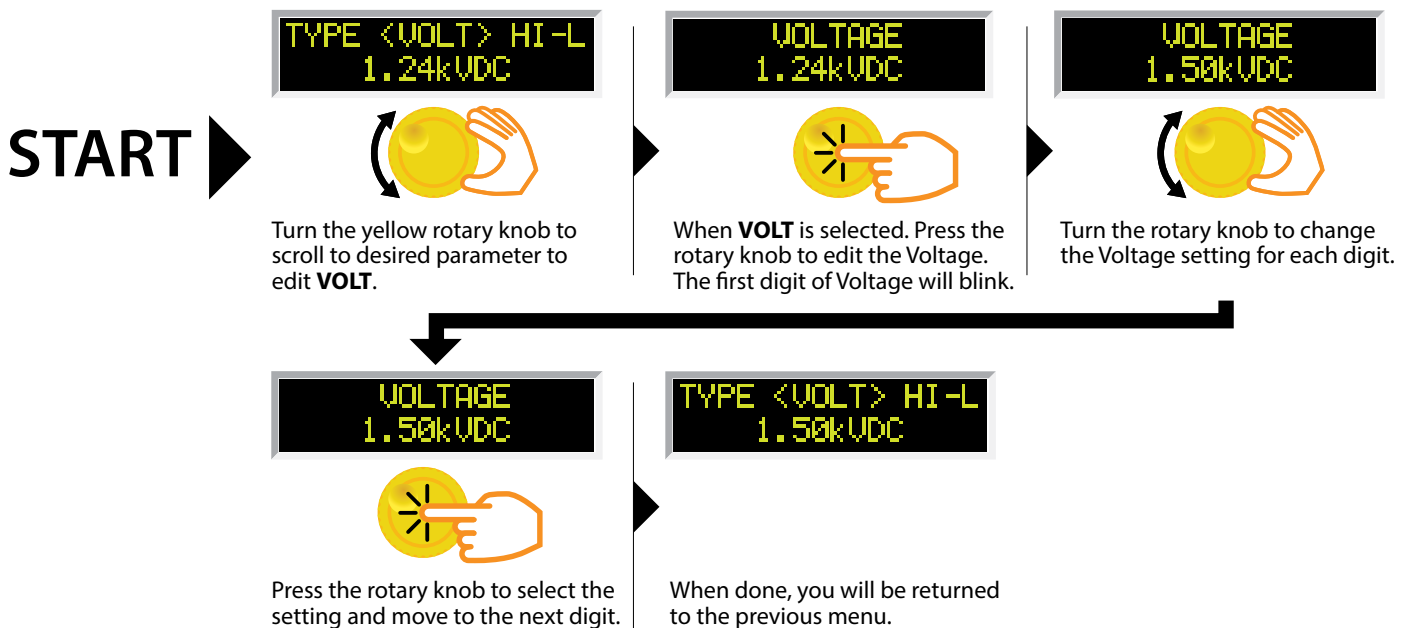 START
TYPE <VOLT> HI-L
1.24kVDC
Turn the yellow rotary knob to
scroll to desired parameter to
edit VOLT.
VOLTAGE
1.24kVDC
When VOLT is selected. Press the
rotary knob to edit the Voltage.
The first digit of Voltage will blink.
VOLTAGE
1.50kVDC
Turn the rotary knob to change
the Voltage setting for each digit.
VOLTAGE
1.50kVDC
Press the rotary knob to select the
setting and move to the next digit.
TYPE <VOLT> HI-L
1.50kVDC
When done, you will be returned
to the previous menu.